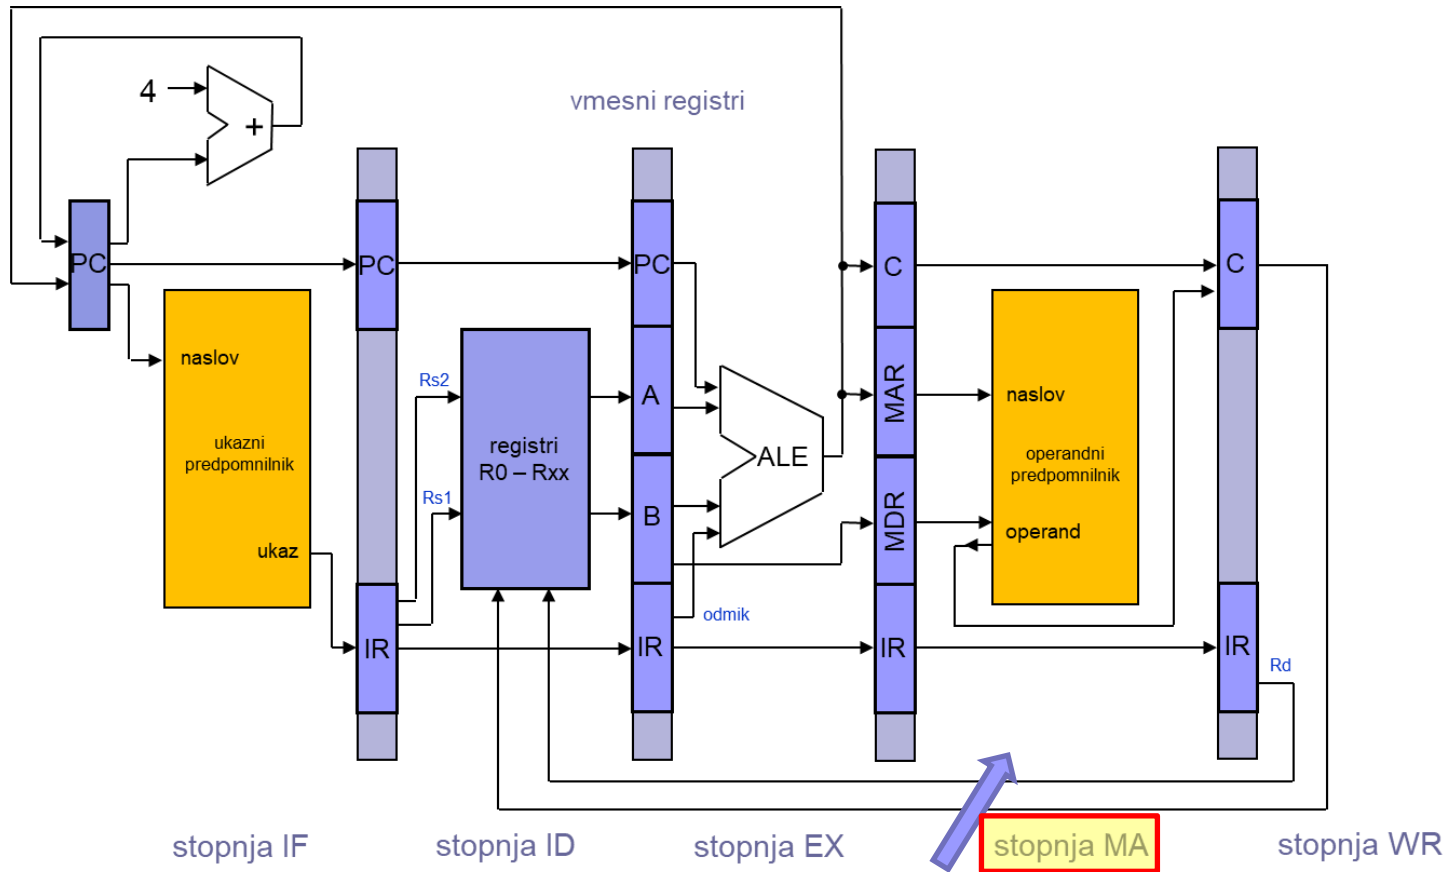 4
+
vmesni registri
PC
PC
PC
C
C
naslov
ukazni
predpomnilnik
ukaz
Rs2
Rs1
registri
R0 – Rxx
A
B
ALE
MAR
MDR
naslov
operandni
predpomnilnik
operand
odmik
IR
IR
IR
IR
Rd
stopnja IF
stopnja ID
stopnja EX
stopnja MA
stopnja WR